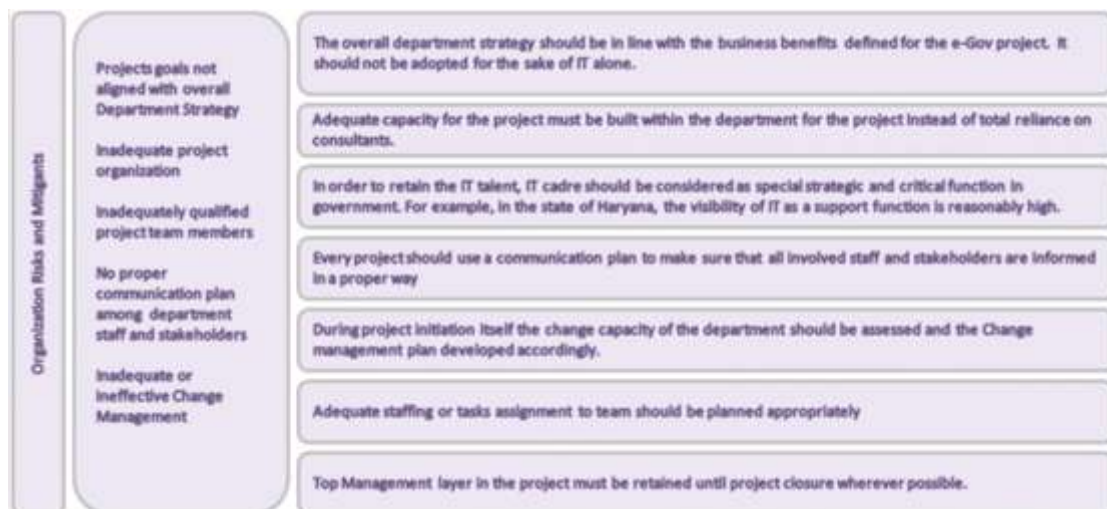 Organization Risks and Mitigants
Projects goals not
aligned with overall
Department Strategy
Inadequate project
organization
Inadequately qualified
project team members
No proper
communication plan
among department
staff and stakeholders
Inadequate or
Ineffective Change
Management
The overall department strategy should be in line with the business benefits defined for the e-Gov project. It
should not be adopted for the sake of IT alone.
Adequate capacity for the project must be built within the department for the project instead of total reliance on
consultants.
In order to retain the IT talent, IT cadre should be considered as special strategic and critical function in
government. For example, in the state of Haryana, the visibility of IT as a support function is reasonably high.
Every project should use a communication plan to make sure that all involved staff and stakeholders are informed
in a proper way
During project initiation itself the change capacity of the department should be assessed and the Change
management plan developed accordingly.
Adequate staffing or tasks assignment to team should be planned appropriately
Top Management layer in the project must be retained until project closure wherever possible.